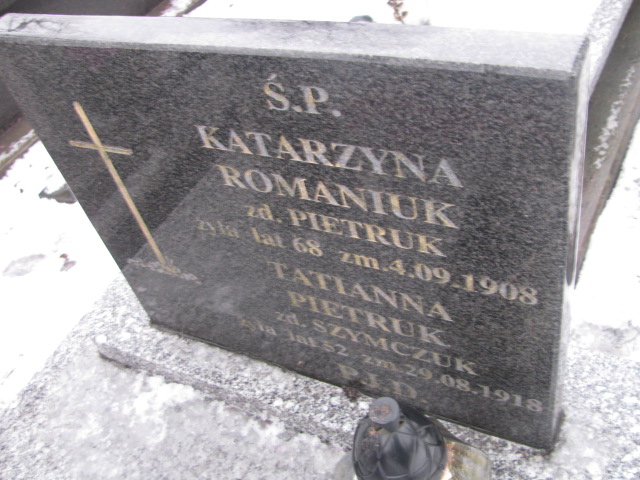 Ś.P.
KATARZYNA
ROMANIUK
zd. PIETRUK
żyła lat 68 zm.4.09.1908
TATIANNA
PIETRUK
zd. SZYMCZUK
żyła lat 52 zm.29.08.1918
P.J.D.